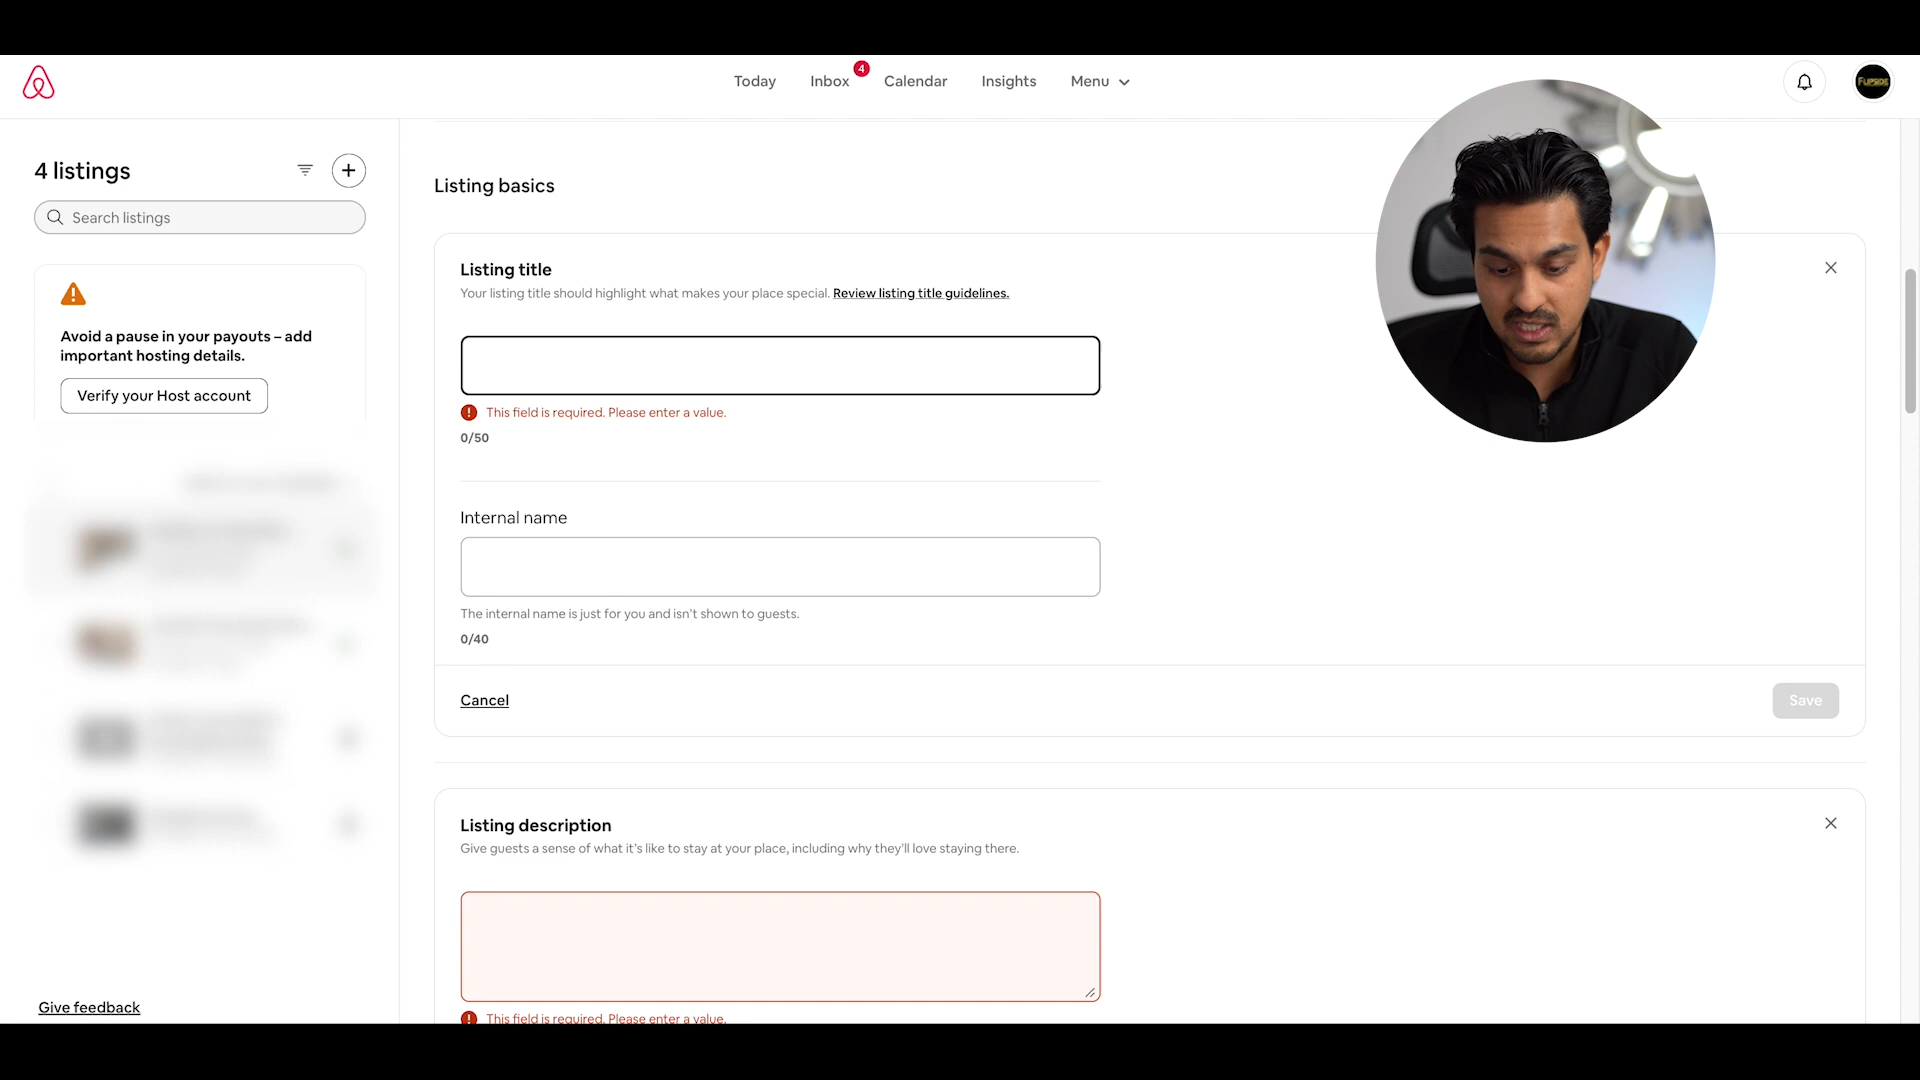 Today
Inbox
4
Calendar
Insights
Menu
FLIPSIDE
4 listings
Search listings
Avoid a pause in your payouts – add
important hosting details.
Verify your Host account
Give feedback
Listing basics
Listing title
Your listing title should highlight what makes your place special. Review listing title guidelines.
This field is required. Please enter a value.
0/50
Internal name
The internal name is just for you and isn't shown to guests.
0/40
Cancel
Save
Listing description
Give guests a sense of what it's like to stay at your place, including why they'll love staying there.
This field is required. Please enter a value.